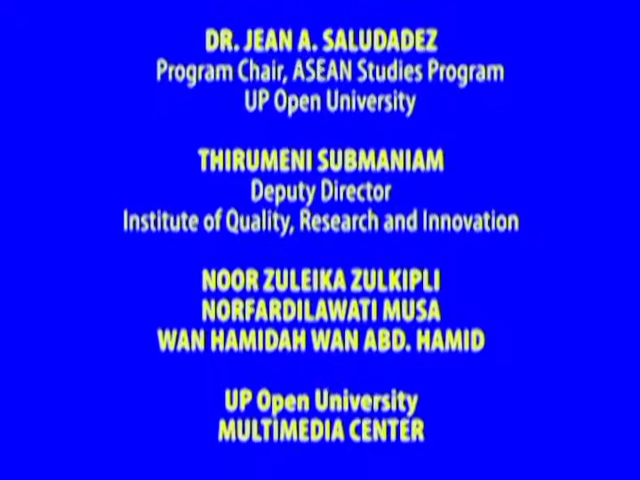 DR. JEAN A. SALUDADEZ
Program Chair, ASEAN Studies Program
UP Open University
THIRUMENI SUBMANIAM
Deputy Director
Institute of Quality, Research and Innovation
NOOR ZULEIKA ZULKIPLI
NORFARDILAWATI MUSA
WAN HAMIDAH WAN ABD. HAMID
UP Open University
MULTIMEDIA CENTER